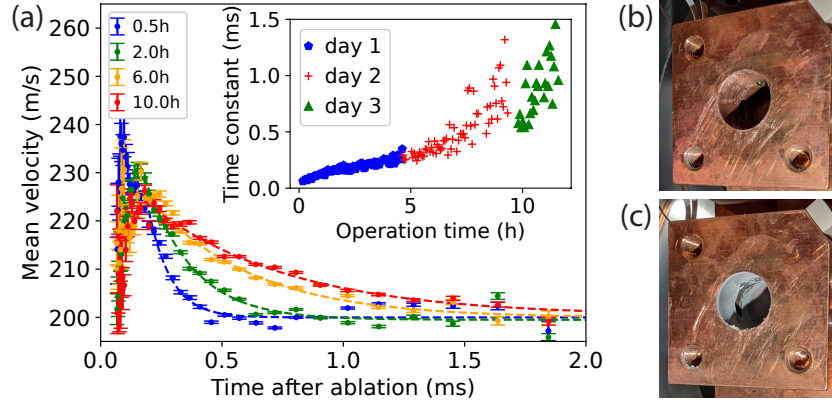 (a)
0.5h
2.0h
6.0h
10.0h
260
250
240
230
220
210
200
Mean velocity (m/s)
0.0
0.5
1.0
1.5
2.0
Time after ablation (ms)
day 1
day 2
day 3
1.5
1.0
0.5
0.0
Time constant (ms)
0
5
10
Operation time (h)
(b)
(c)